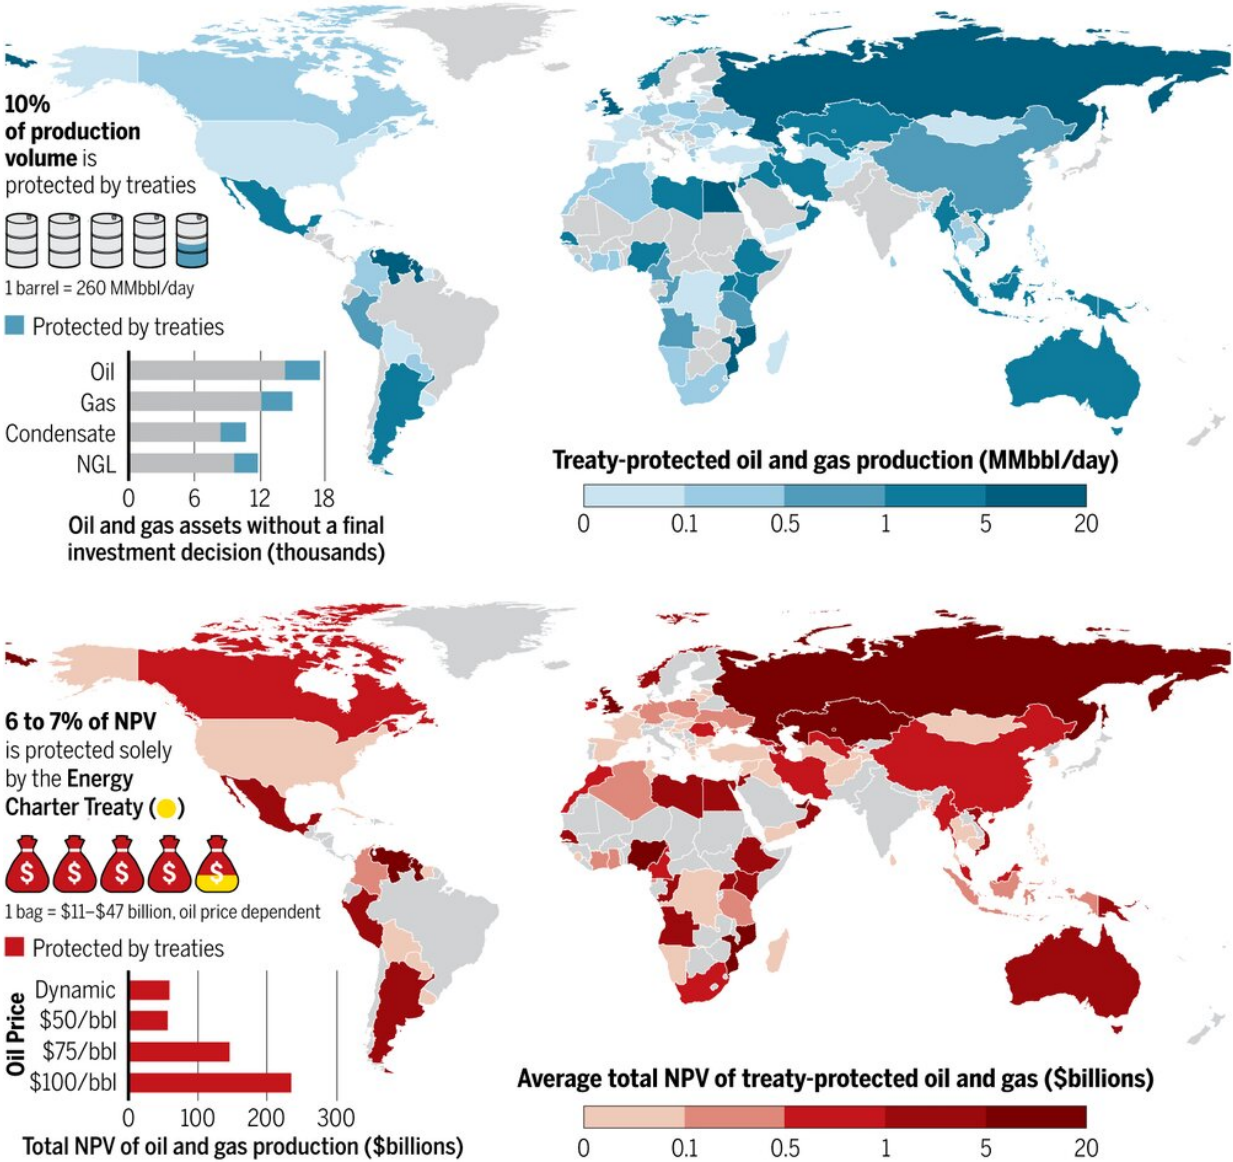 10%
of production
volume is
protected by treaties
1 barrel = 260 MMbbl/day
Protected by treaties
Oil
Gas
Condensate
NGL
0 6 12 18
Oil and gas assets without a final
investment decision (thousands)
Treaty-protected oil and gas production (MMbbl/day)
0 0.1 0.5 1 5 20
6 to 7% of NPV
is protected solely
by the Energy
Charter Treaty ( )
$ $ $ $ $
1 bag = $11–$47 billion, oil price dependent
Protected by treaties
Oil Price
Dynamic
$50/bbl
$75/bbl
$100/bbl
0 100 200 300
Total NPV of oil and gas production ($billions)
Average total NPV of treaty-protected oil and gas ($billions)
0 0.1 0.5 1 5 20